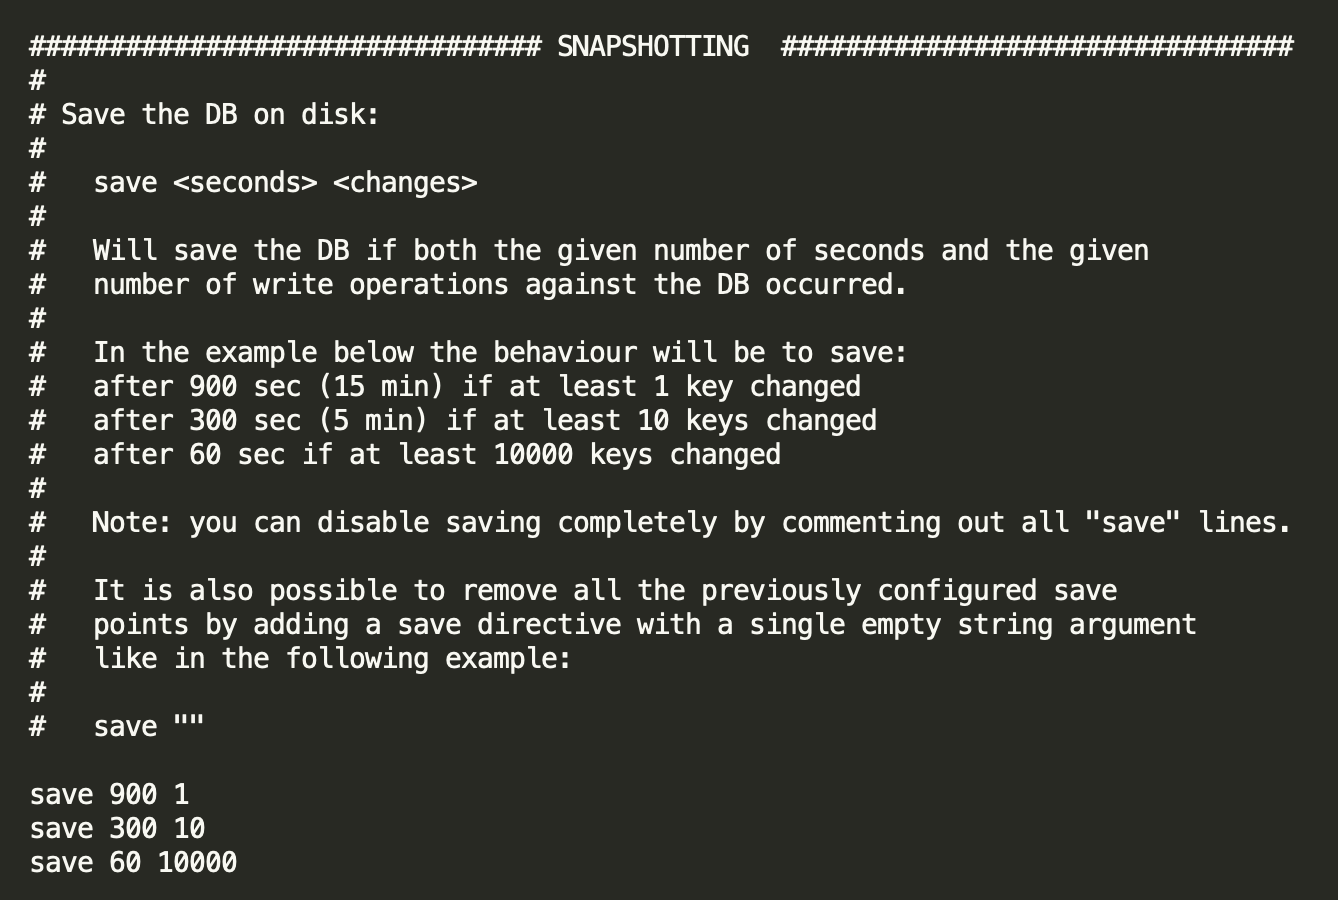 ################################ SNAPSHOTTING  ################################
#
# Save the DB on disk:
#
#   save <seconds> <changes>
#
#   Will save the DB if both the given number of seconds and the given
#   number of write operations against the DB occurred.
#
#   In the example below the behaviour will be to save:
#   after 900 sec (15 min) if at least 1 key changed
#   after 300 sec (5 min) if at least 10 keys changed
#   after 60 sec if at least 10000 keys changed
#
#   Note: you can disable saving completely by commenting out all "save" lines.
#
#   It is also possible to remove all the previously configured save
#   points by adding a save directive with a single empty string argument
#   like in the following example:
#
#   save ""

save 900 1
save 300 10
save 60 10000